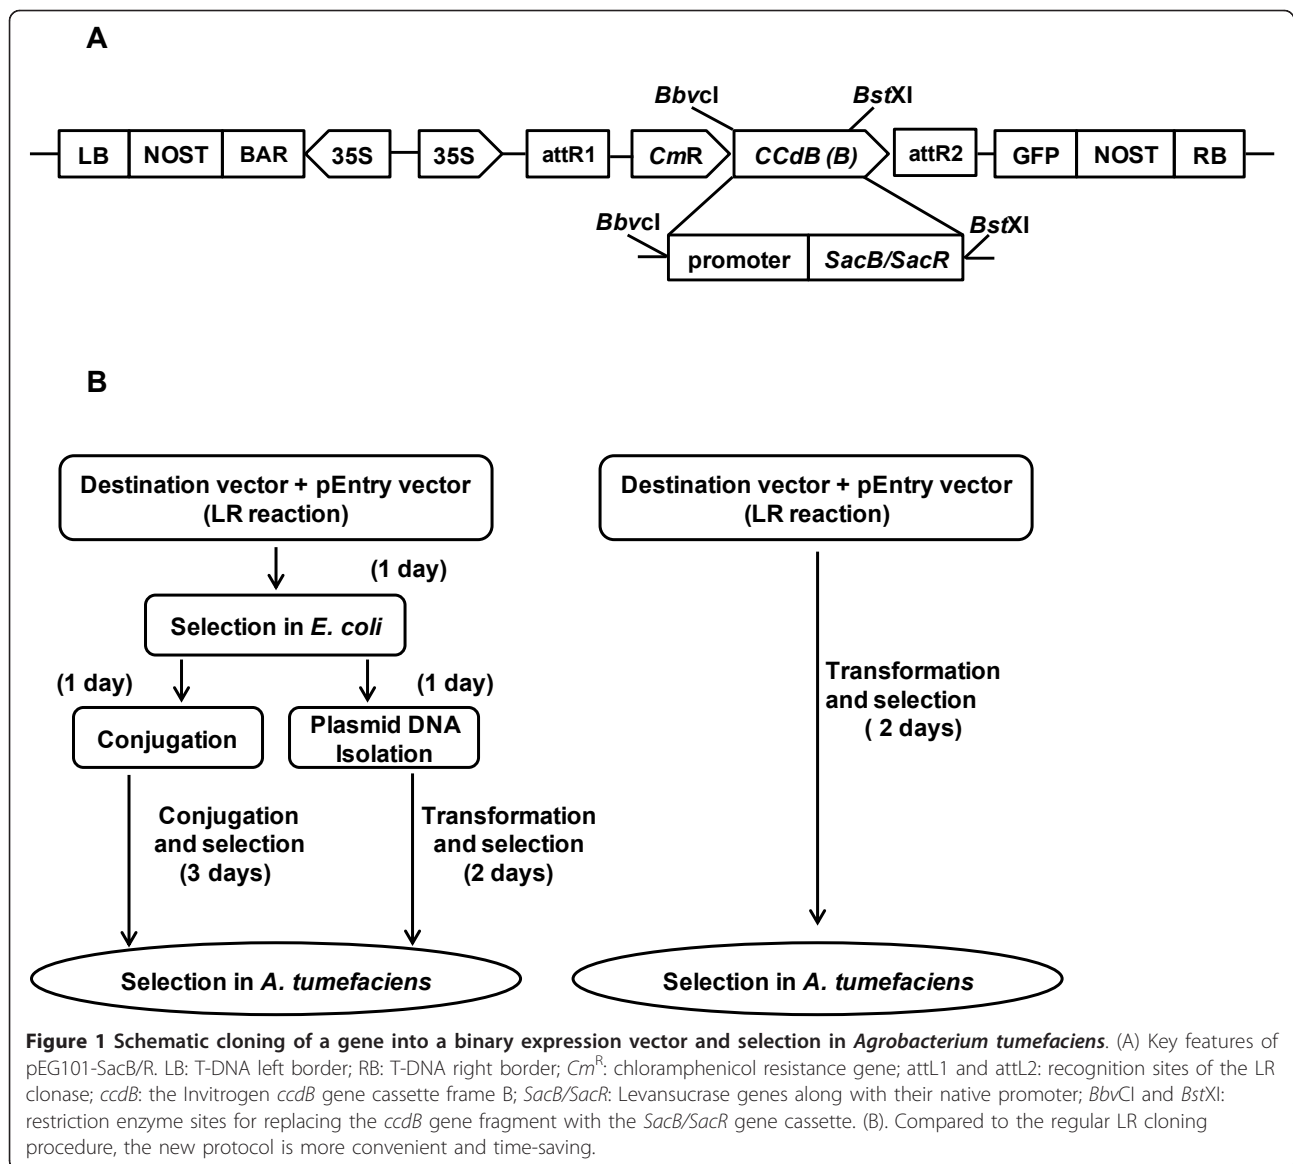 A
BbvcI BstXI
LB NOST BAR 35S 35S attR1 CmR CCdB (B) attR2 GFP NOST RB
BbvcI BstXI
promoter SacB/SacR
B
Destination vector + pEntry vector
(LR reaction)
(1 day)
Selection in E. coli
(1 day) (1 day)
Conjugation
Plasmid DNA
Isolation
Conjugation
and selection
(3 days)
Transformation
and selection
(2 days)
Selection in A. tumefaciens
Destination vector + pEntry vector
(LR reaction)
Transformation
and selection
( 2 days)
Selection in A. tumefaciens
Figure 1 Schematic cloning of a gene into a binary expression vector and selection in Agrobacterium tumefaciens. (A) Key features of
pEG101-SacB/R. LB: T-DNA left border; RB: T-DNA right border; Cm^R: chloramphenicol resistance gene; attL1 and attL2: recognition sites of the LR
clonase; ccdB: the Invitrogen ccdB gene cassette frame B; SacB/SacR: Levansucrase genes along with their native promoter; BbvCI and BstXI:
restriction enzyme sites for replacing the ccdB gene fragment with the SacB/SacR gene cassette. (B). Compared to the regular LR cloning
procedure, the new protocol is more convenient and time-saving.